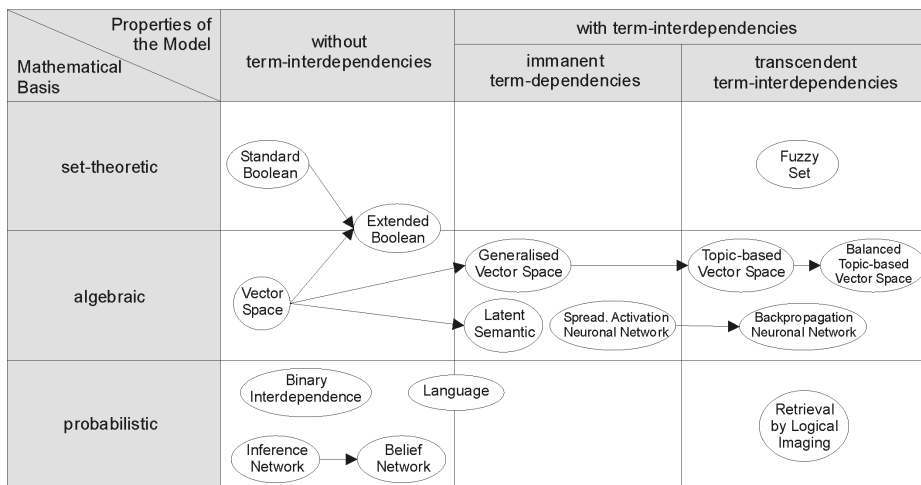 Properties of
the Model
Mathematical
Basis
without
term-interdependencies
with term-interdependencies
immanent
term-dependencies
transcendent
term-interdependencies
set-theoretic
Standard
Boolean
Extended
Boolean
Fuzzy
Set
algebraic
Vector
Space
Generalised
Vector Space
Latent
Semantic
Spread. Activation
Neuronal Network
Topic-based
Vector Space
Balanced
Topic-based
Vector Space
Backpropagation
Neuronal Network
probabilistic
Binary
Interdependence
Language
Inference
Network
Belief
Network
Retrieval
by Logical
Imaging